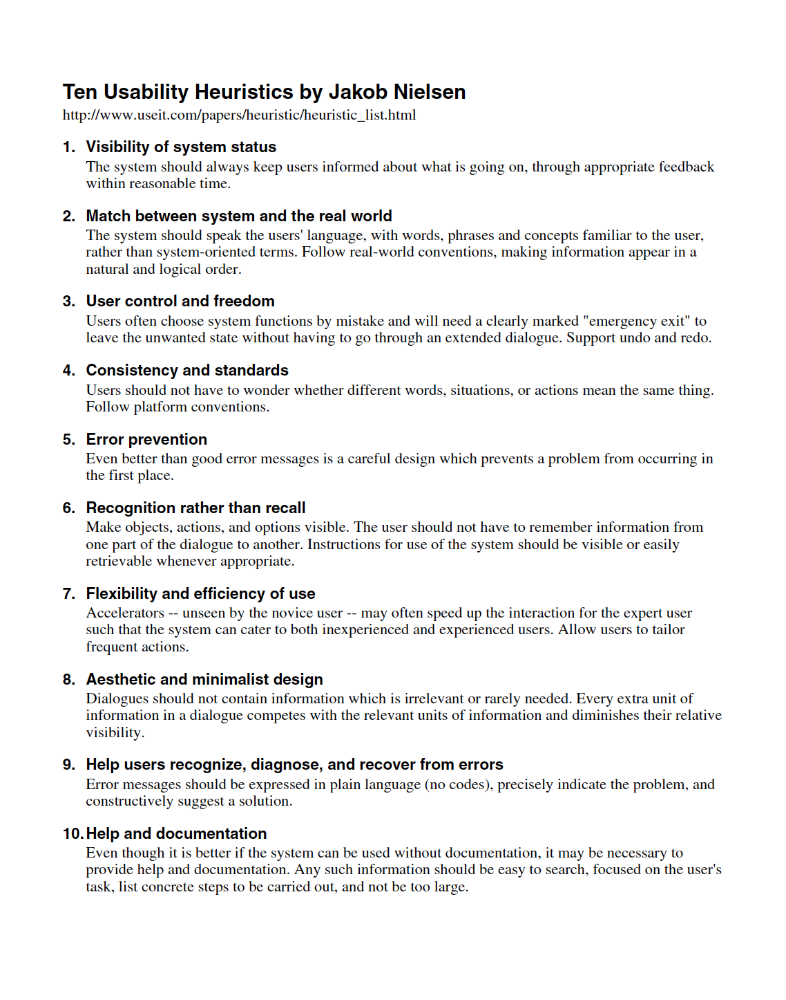 Ten Usability Heuristics by Jakob Nielsen
http://www.useit.com/papers/heuristic/heuristic_list.html
1. Visibility of system status
The system should always keep users informed about what is going on, through appropriate feedback
within reasonable time.
2. Match between system and the real world
The system should speak the users' language, with words, phrases and concepts familiar to the user,
rather than system-oriented terms. Follow real-world conventions, making information appear in a
natural and logical order.
3. User control and freedom
Users often choose system functions by mistake and will need a clearly marked "emergency exit" to
leave the unwanted state without having to go through an extended dialogue. Support undo and redo.
4. Consistency and standards
Users should not have to wonder whether different words, situations, or actions mean the same thing.
Follow platform conventions.
5. Error prevention
Even better than good error messages is a careful design which prevents a problem from occurring in
the first place.
6. Recognition rather than recall
Make objects, actions, and options visible. The user should not have to remember information from
one part of the dialogue to another. Instructions for use of the system should be visible or easily
retrievable whenever appropriate.
7. Flexibility and efficiency of use
Accelerators -- unseen by the novice user -- may often speed up the interaction for the expert user
such that the system can cater to both inexperienced and experienced users. Allow users to tailor
frequent actions.
8. Aesthetic and minimalist design
Dialogues should not contain information which is irrelevant or rarely needed. Every extra unit of
information in a dialogue competes with the relevant units of information and diminishes their relative
visibility.
9. Help users recognize, diagnose, and recover from errors
Error messages should be expressed in plain language (no codes), precisely indicate the problem, and
constructively suggest a solution.
10. Help and documentation
Even though it is better if the system can be used without documentation, it may be necessary to
provide help and documentation. Any such information should be easy to search, focused on the user's
task, list concrete steps to be carried out, and not be too large.